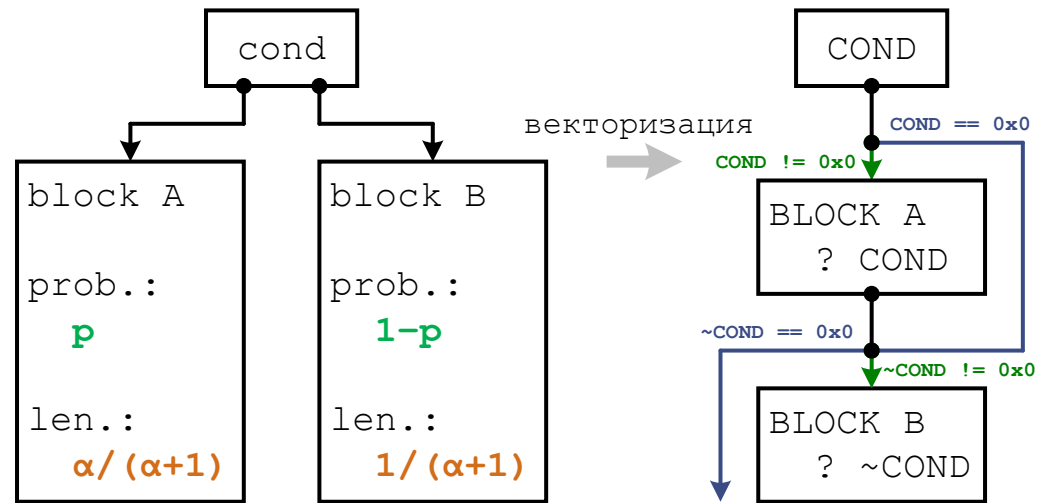 cond
block A
prob.:
p
len.:
α/(α+1)
block B
prob.:
1−p
len.:
1/(α+1)
векторизация
COND
COND == 0x0
COND != 0x0
BLOCK A
? COND
~COND == 0x0
~COND != 0x0
BLOCK B
? ~COND